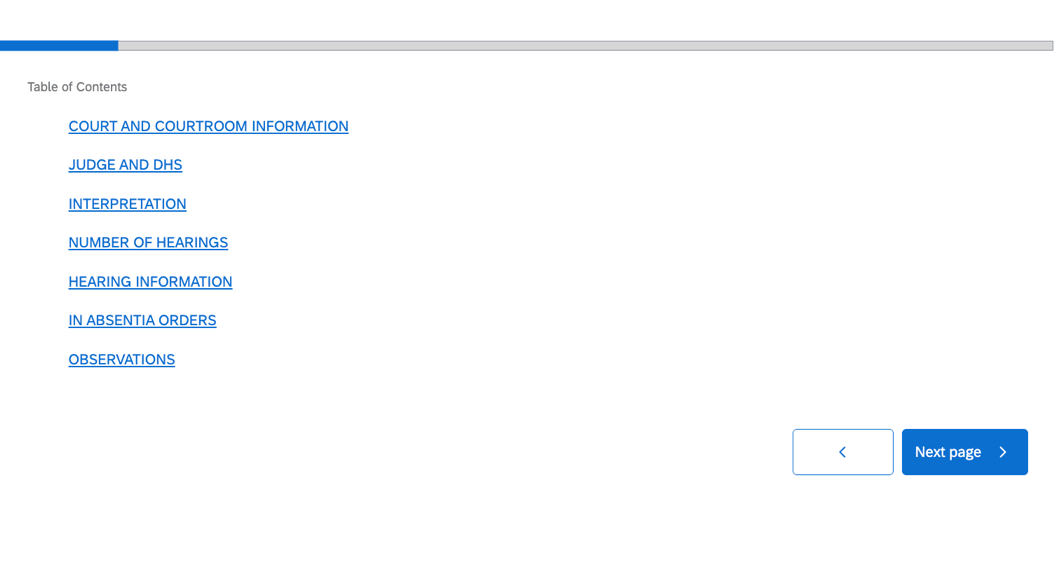 Table of Contents
COURT AND COURTROOM INFORMATION
JUDGE AND DHS
INTERPRETATION
NUMBER OF HEARINGS
HEARING INFORMATION
IN ABSENTIA ORDERS
OBSERVATIONS
Next page